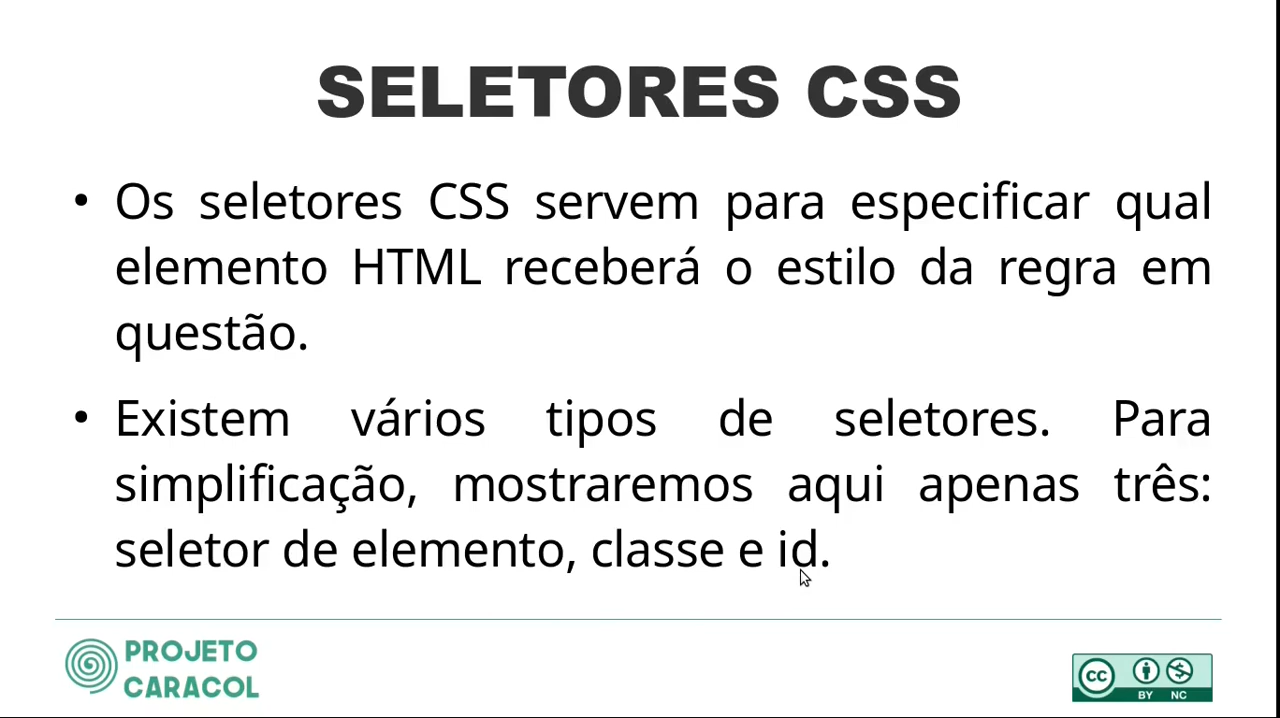 SELETORES CSS
• Os seletores CSS servem para especificar qual
elemento HTML receberá o estilo da regra em
questão.
• Existem vários tipos de seletores. Para
simplificação, mostraremos aqui apenas três:
seletor de elemento, classe e id.
PROJETO
CARACOL
cc
BY NC